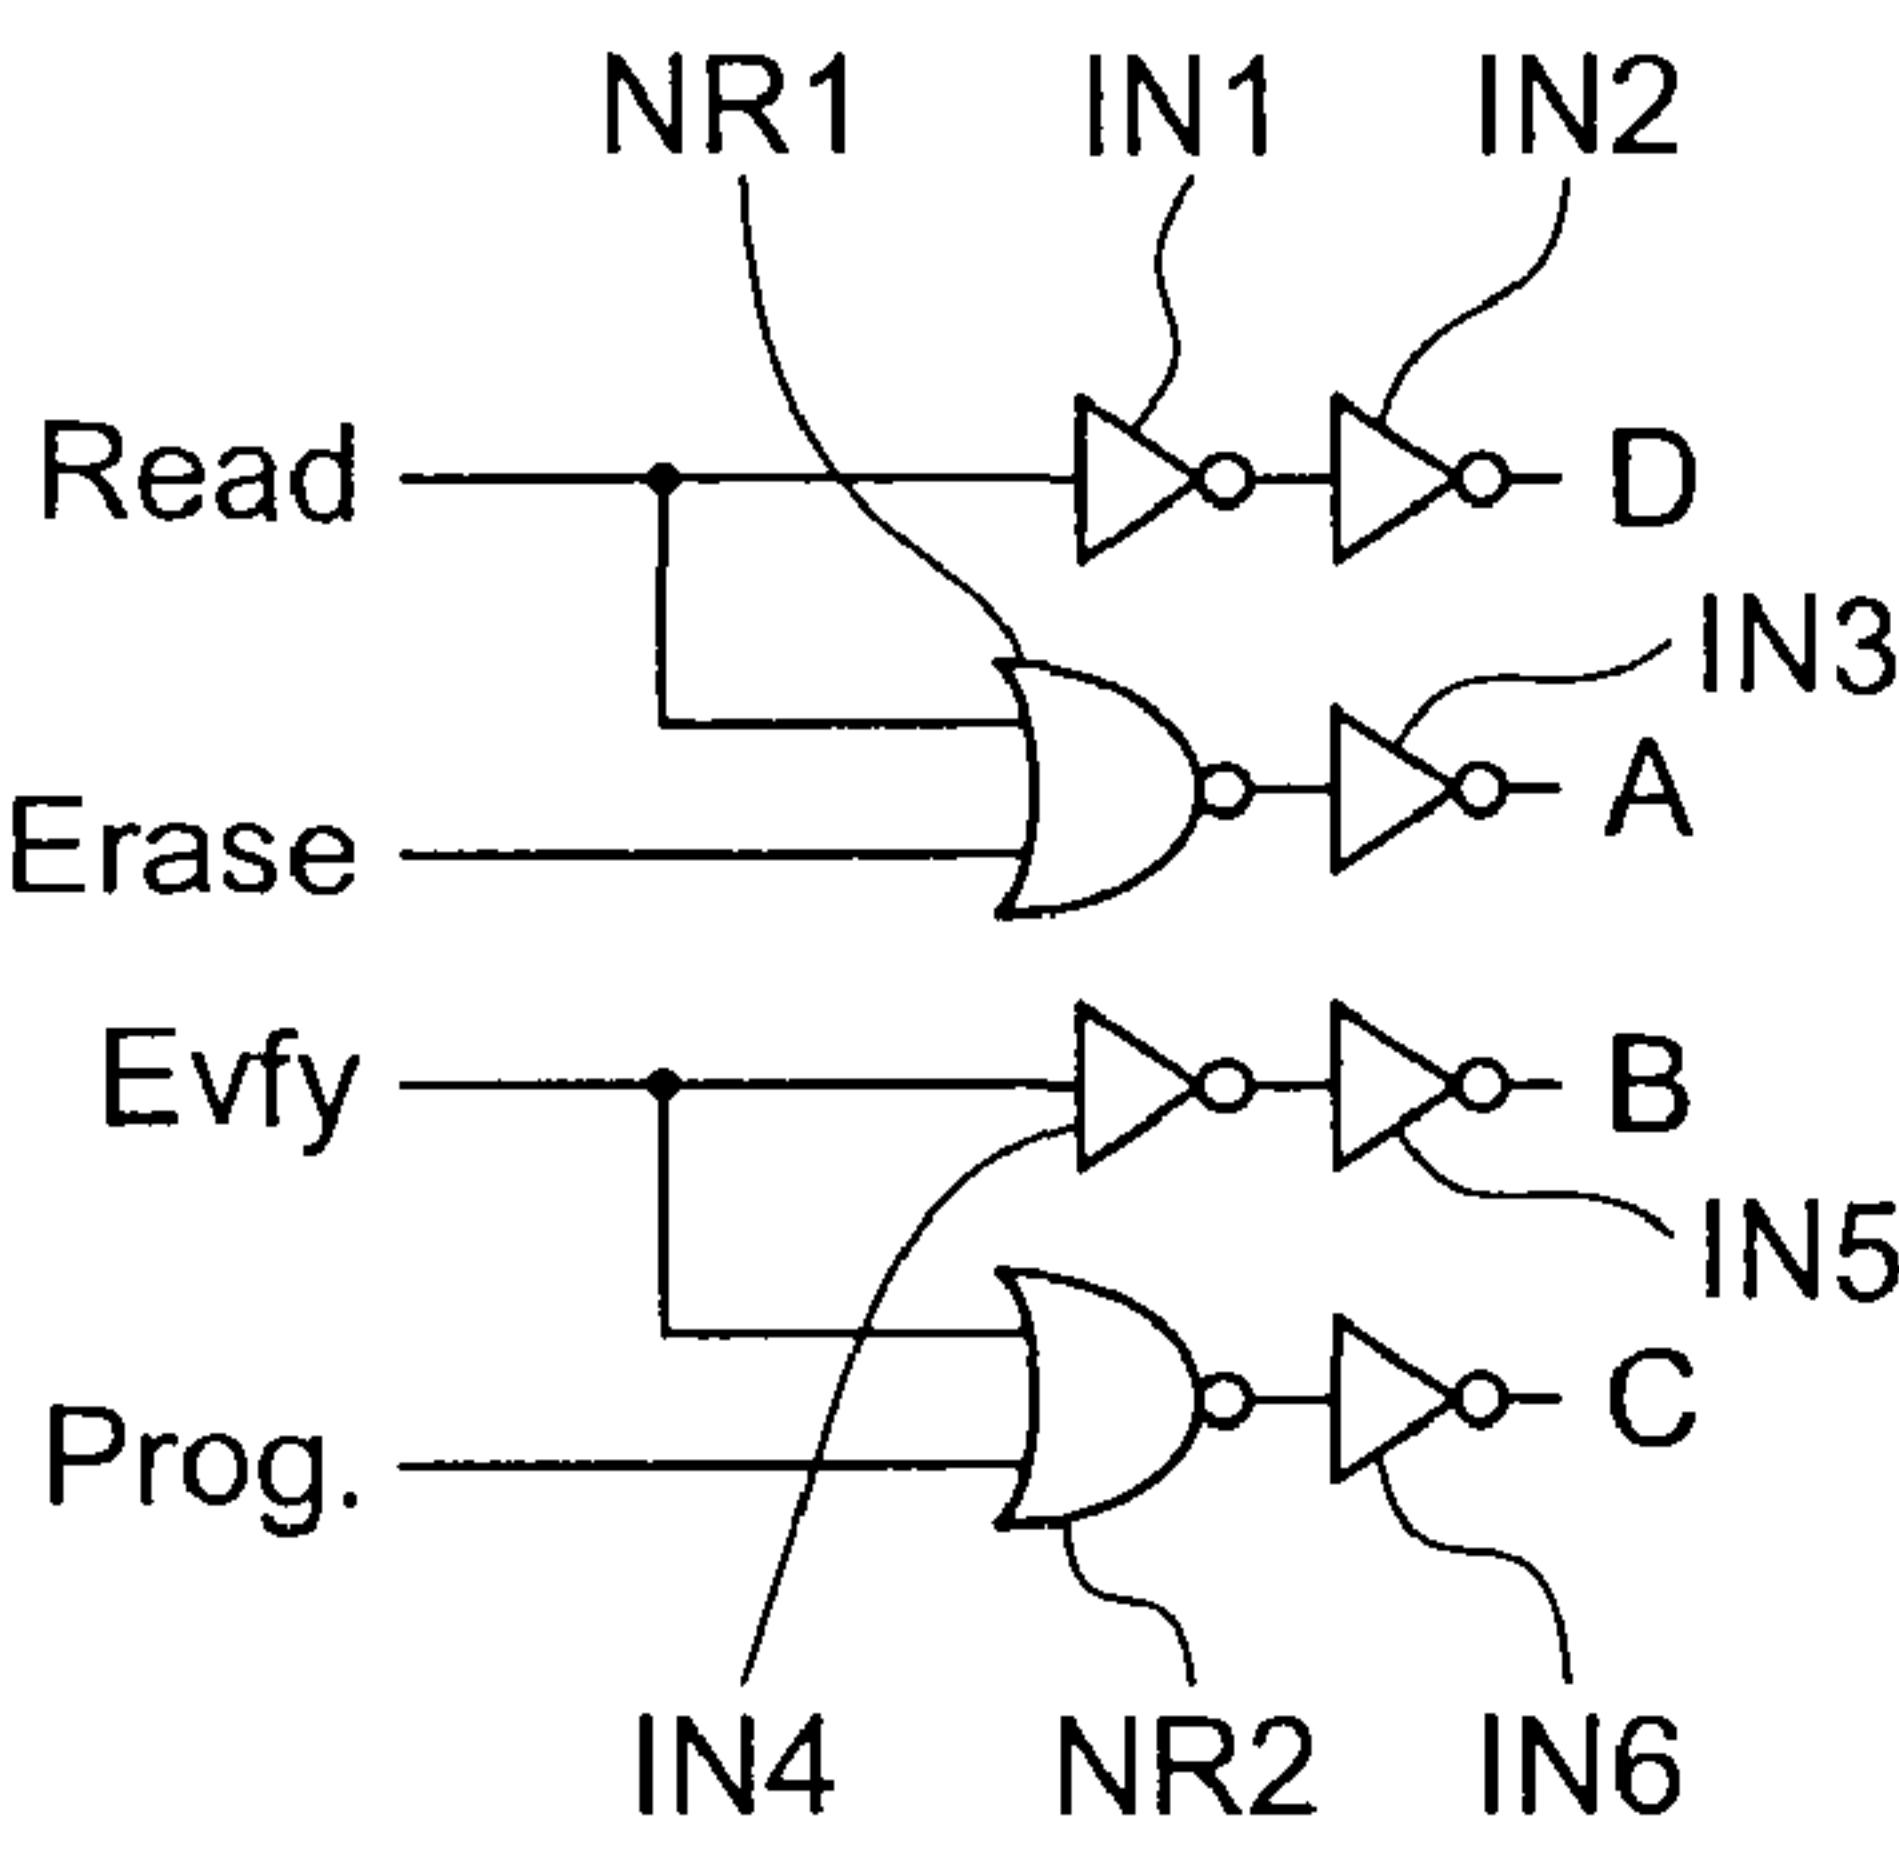 NR1 IN1 IN2
Read D
IN3
Erase A
Evfy B
IN5
Prog. C
IN4 NR2 IN6